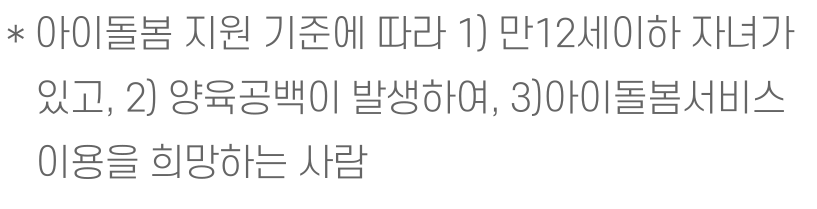 * 아이돌봄 지원 기준에 따라 1) 만12세이하 자녀가
있고, 2) 양육공백이 발생하여, 3)아이돌봄서비스
이용을 희망하는 사람